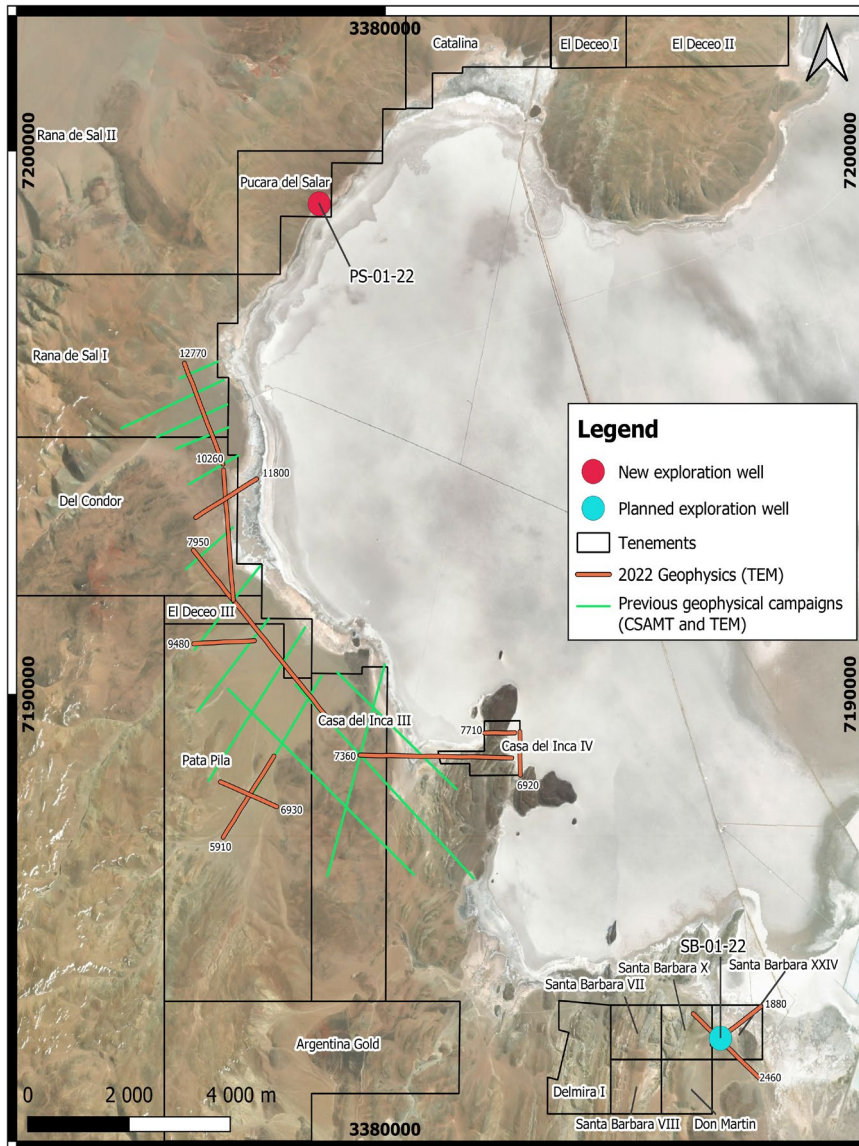 3380000
Catalina
El Deceo I
El Deceo II
7200000
7200000
Rana de Sal II
Pucara del Salar
PS-01-22
Rana de Sal I
12770
10260
11800
Del Condor
7950
Legend
New exploration well
Planned exploration well
Tenements
2022 Geophysics (TEM)
Previous geophysical campaigns
(CSAMT and TEM)
El Deceo III
9480
7190000
7190000
Casa del Inca III
7710
Casa del Inca IV
Pata Pila
7360
6920
6930
5910
SB-01-22
Santa Barbara X
Santa Barbara XXIV
Santa Barbara VII
1880
Argentina Gold
2460
Delmira I
0
2 000
4 000 m
Santa Barbara VIII
Don Martin
3380000